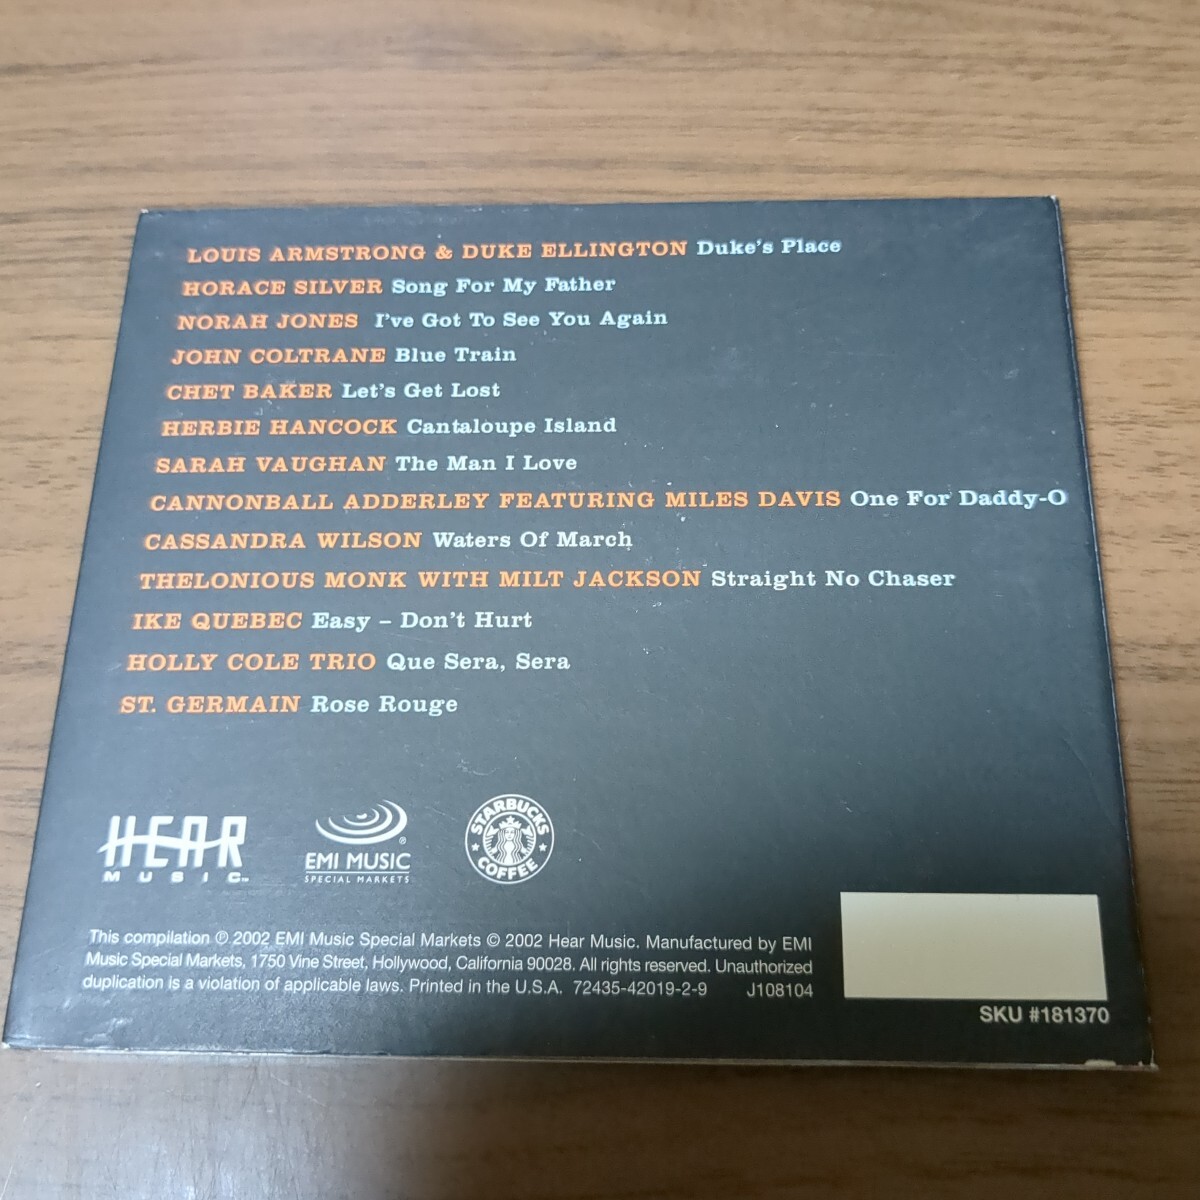 LOUIS ARMSTRONG & DUKE ELLINGTON Duke's Place
HORACE SILVER Song For My Father
NORAH JONES I've Got To See You Again
JOHN COLTRANE Blue Train
CHET BAKER Let's Get Lost
HERBIE HANCOCK Cantaloupe Island
SARAH VAUGHAN The Man I Love
CANNONBALL ADDERLEY FEATURING MILES DAVIS One For Daddy-O
CASSANDRA WILSON Waters Of March
THELONIOUS MONK WITH MILT JACKSON Straight No Chaser
IKE QUEBEC Easy – Don't Hurt
HOLLY COLE TRIO Que Sera, Sera
ST. GERMAIN Rose Rouge
HEAR
MUSIC™
EMI MUSIC®
SPECIAL MARKETS
STARBUCKS
COFFEE
This compilation ℗ 2002 EMI Music Special Markets © 2002 Hear Music. Manufactured by EMI
Music Special Markets, 1750 Vine Street, Hollywood, California 90028. All rights reserved. Unauthorized
duplication is a violation of applicable laws. Printed in the U.S.A. 72435-42019-2-9 J108104
SKU #181370